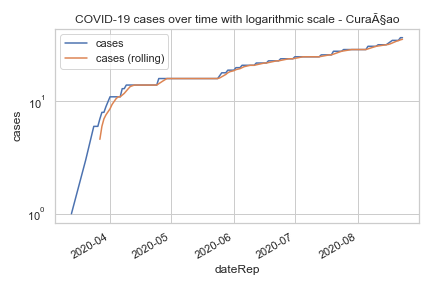 COVID-19 cases over time with logarithmic scale - CuraÃ§ao
cases
cases (rolling)
10¹
10⁰
cases
2020-04
2020-05
2020-06
2020-07
2020-08
dateRep